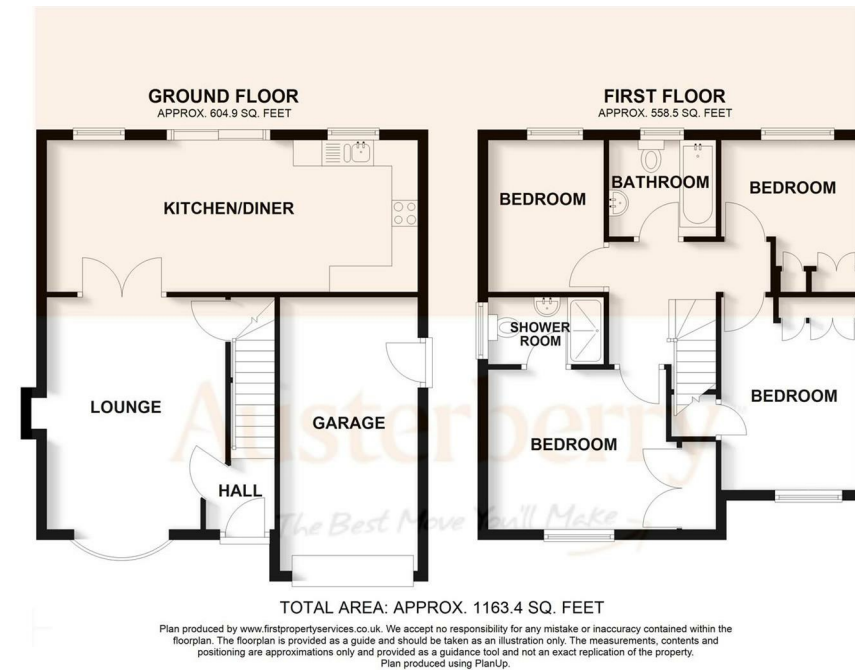 GROUND FLOOR
APPROX. 604.9 SQ. FEET
KITCHEN/DINER
LOUNGE
HALL
GARAGE
FIRST FLOOR
APPROX. 558.5 SQ. FEET
BEDROOM
BATHROOM
BEDROOM
SHOWER
ROOM
BEDROOM
BEDROOM
Austerberry
The Best Move You'll Make
TOTAL AREA: APPROX. 1163.4 SQ. FEET
Plan produced by www.firstpropertyservices.co.uk. We accept no responsibility for any mistake or inaccuracy contained within the
floorplan. The floorplan is provided as a guide and should be taken as an illustration only. The measurements, contents and
positioning are approximations only and provided as a guidance tool and not an exact replication of the property.
Plan produced using PlanUp.